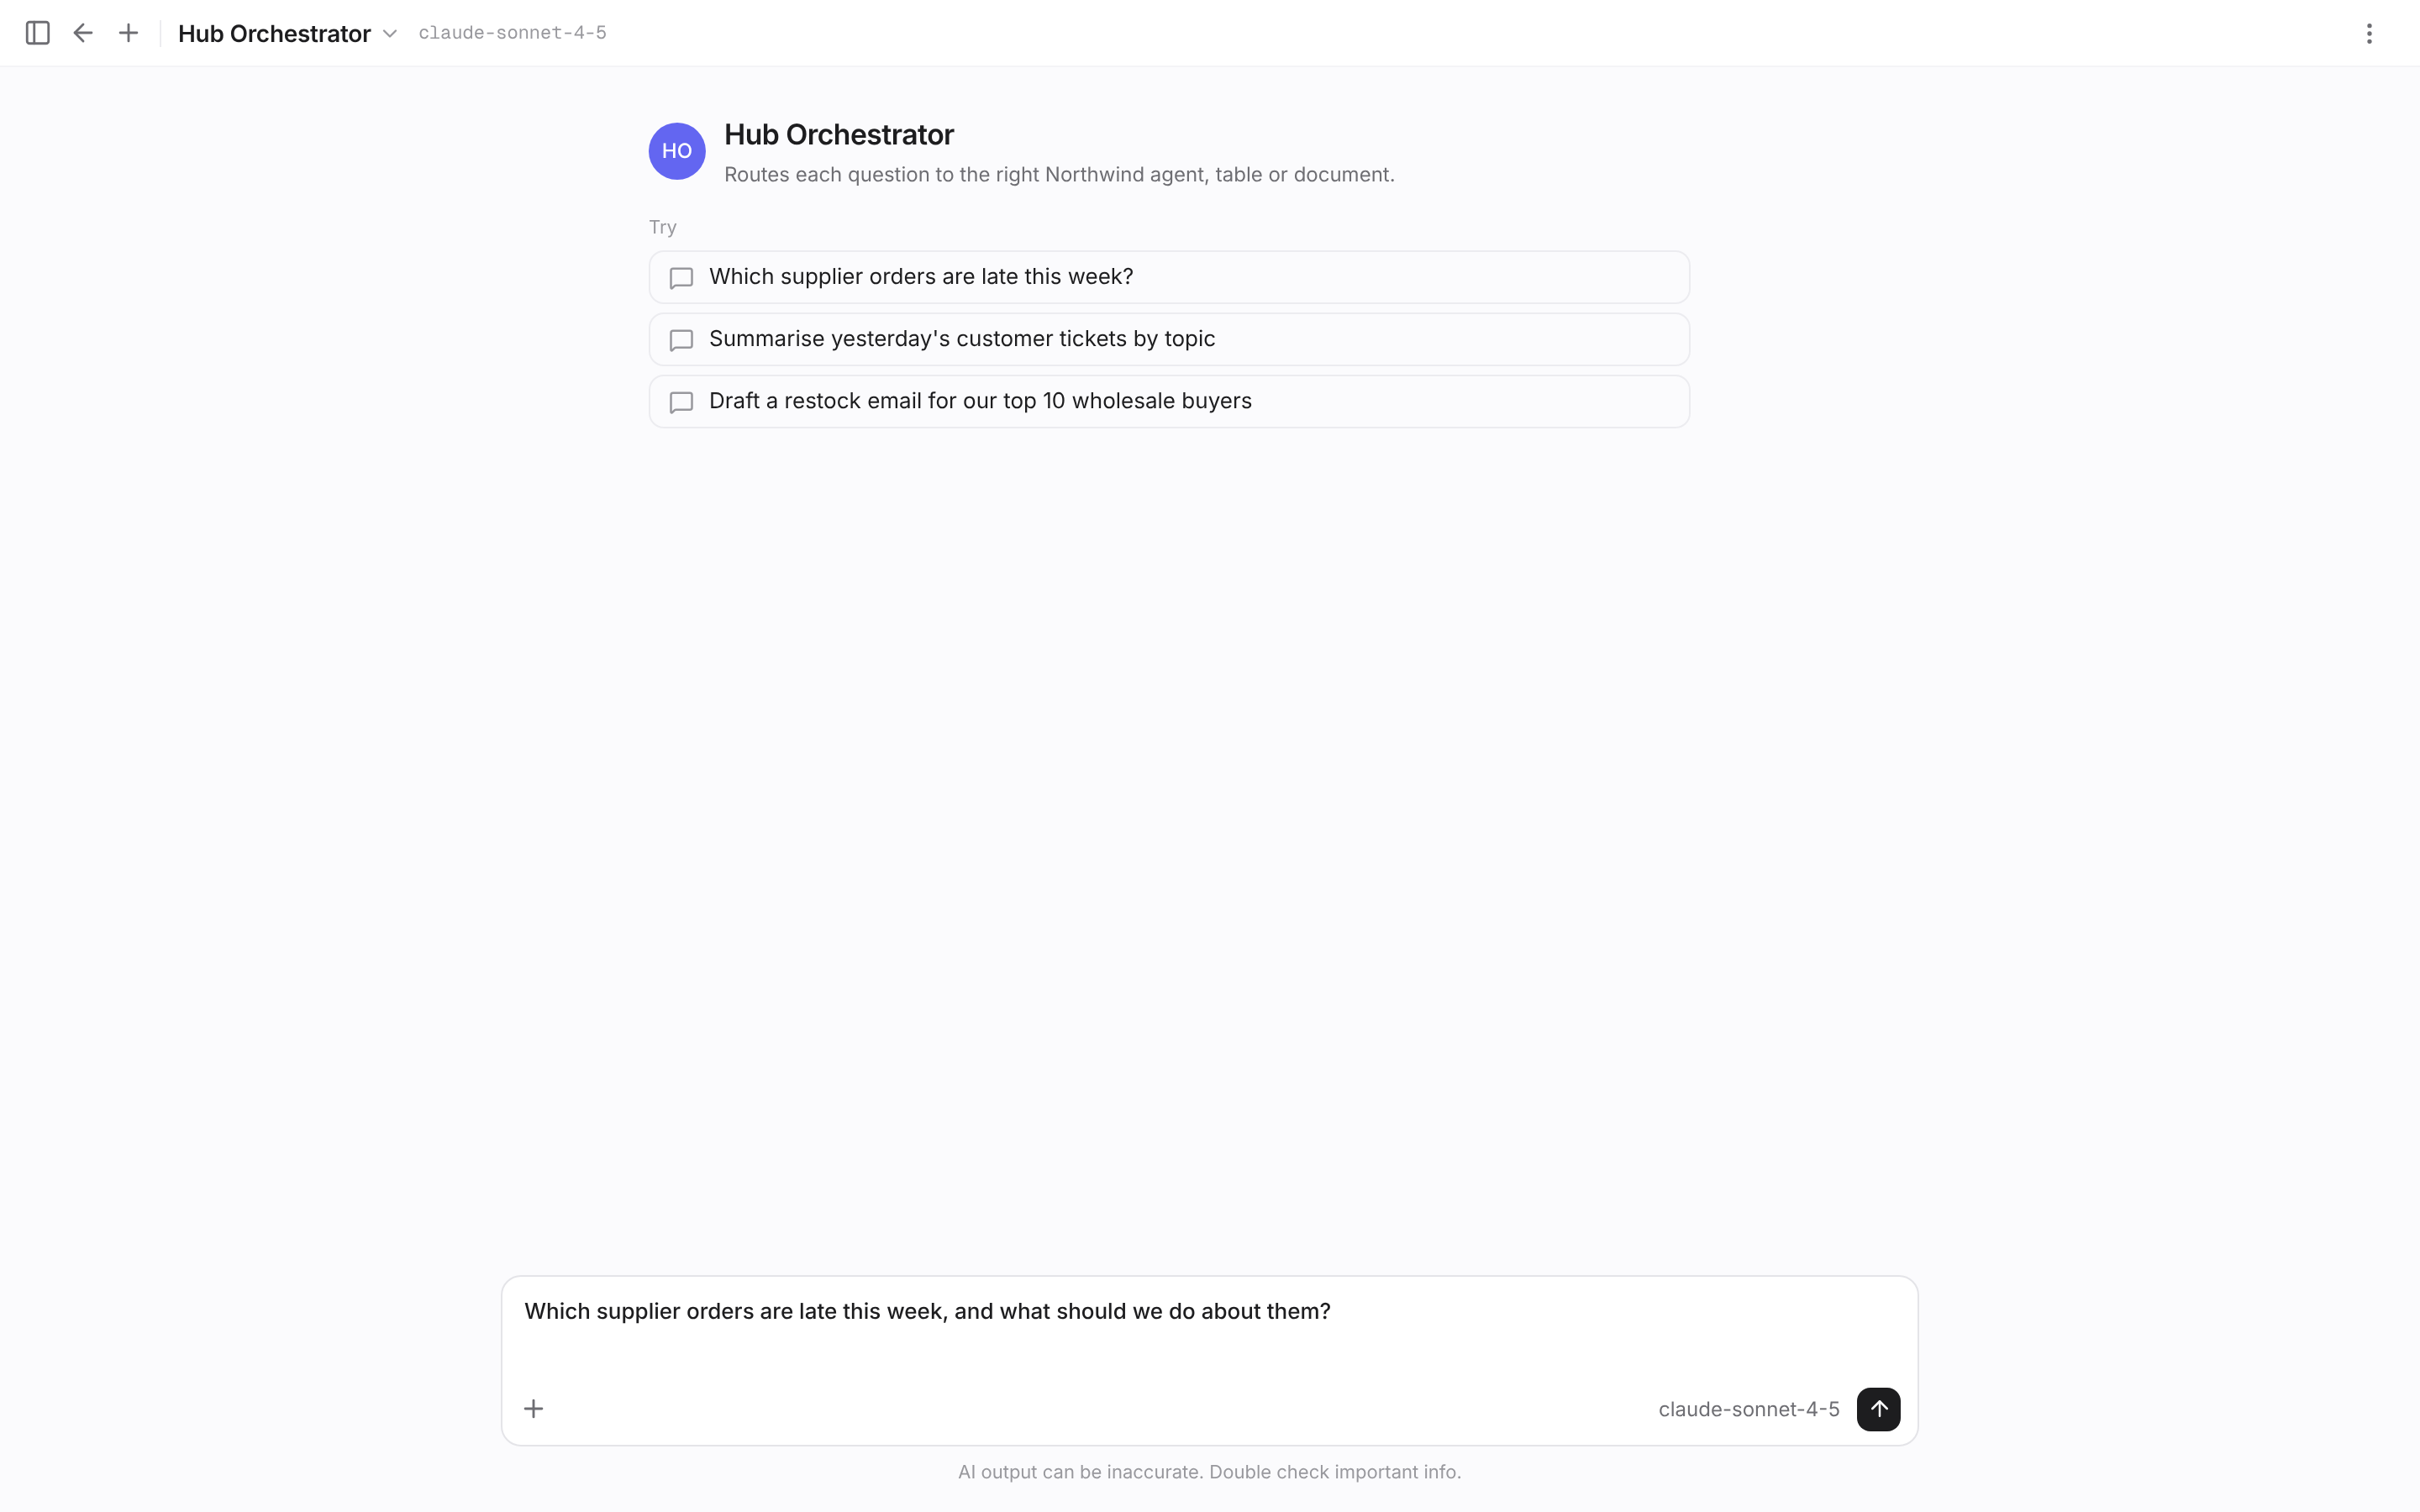 Hub Orchestrator claude-sonnet-4-5
HO
Hub Orchestrator
Routes each question to the right Northwind agent, table or document.
Try
Which supplier orders are late this week?
Summarise yesterday's customer tickets by topic
Draft a restock email for our top 10 wholesale buyers
Which supplier orders are late this week, and what should we do about them?
claude-sonnet-4-5
AI output can be inaccurate. Double check important info.